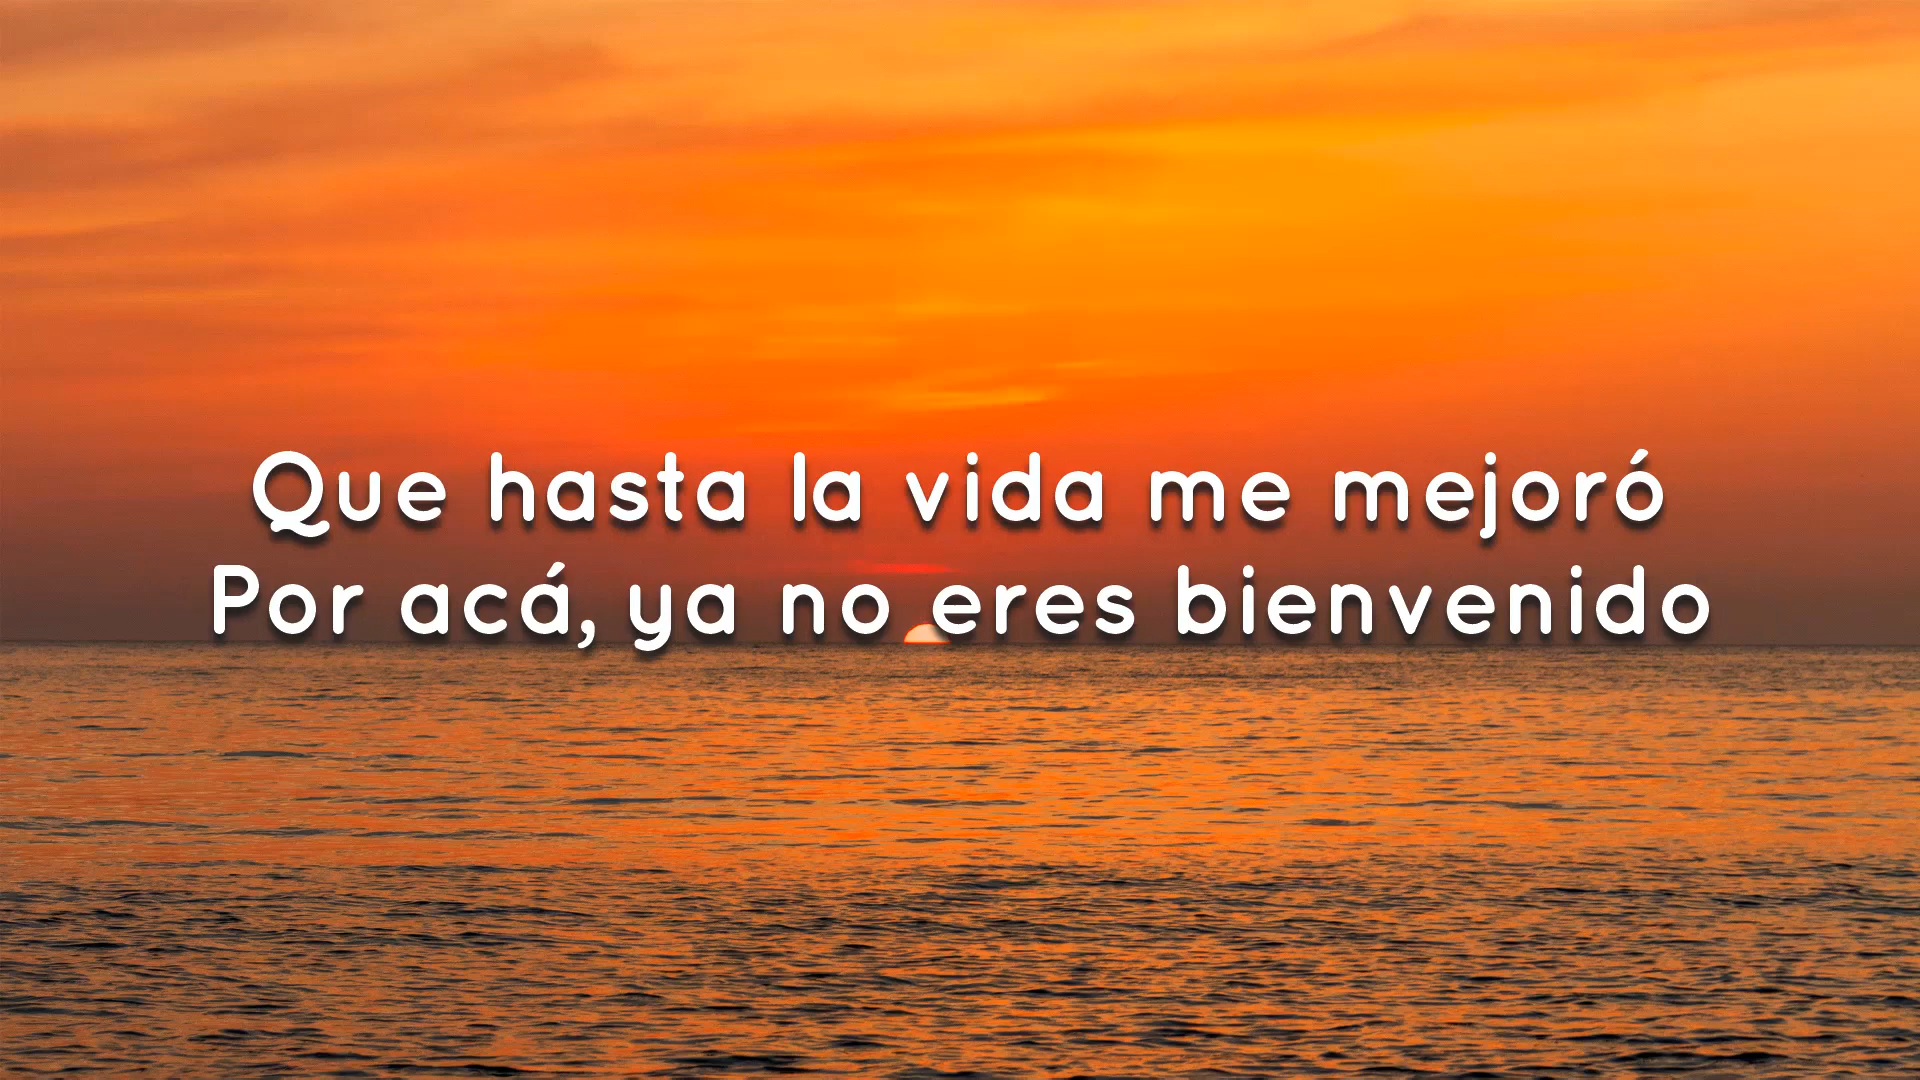 Que hasta la vida me mejoró
Por acá, ya no eres bienvenido